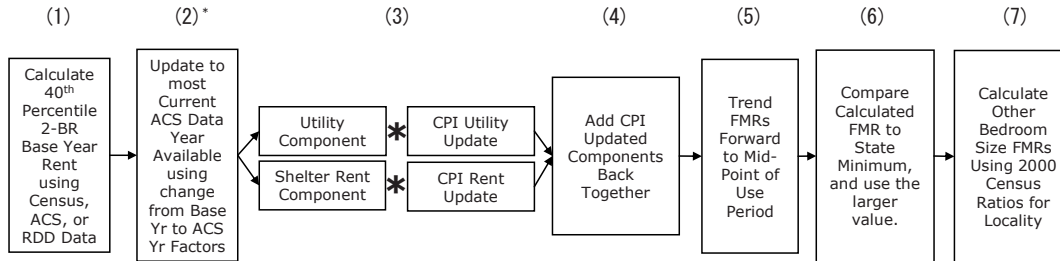 (1)
(2)*
(3)
(4)
(5)
(6)
(7)
Calculate
40th
Percentile
2-BR
Base Year
Rent
using
Census,
ACS, or
RDD Data
Update to
most
Current
ACS Data
Year
Available
using
change
from Base
Yr to ACS
Yr Factors
Utility
Component
*
CPI Utility
Update
Shelter Rent
Component
*
CPI Rent
Update
Add CPI
Updated
Components
Back
Together
Trend
FMRs
Forward
to Mid-
Point of
Use
Period
Compare
Calculated
FMR to
State
Minimum,
and use the
larger
value.
Calculate
Other
Bedroom
Size FMRs
Using 2000
Census
Ratios for
Locality